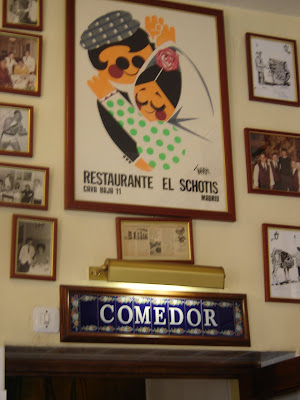 RESTAURANTE EL SCHOTIS
CAVA BAJA 11
MADRID
COMEDOR